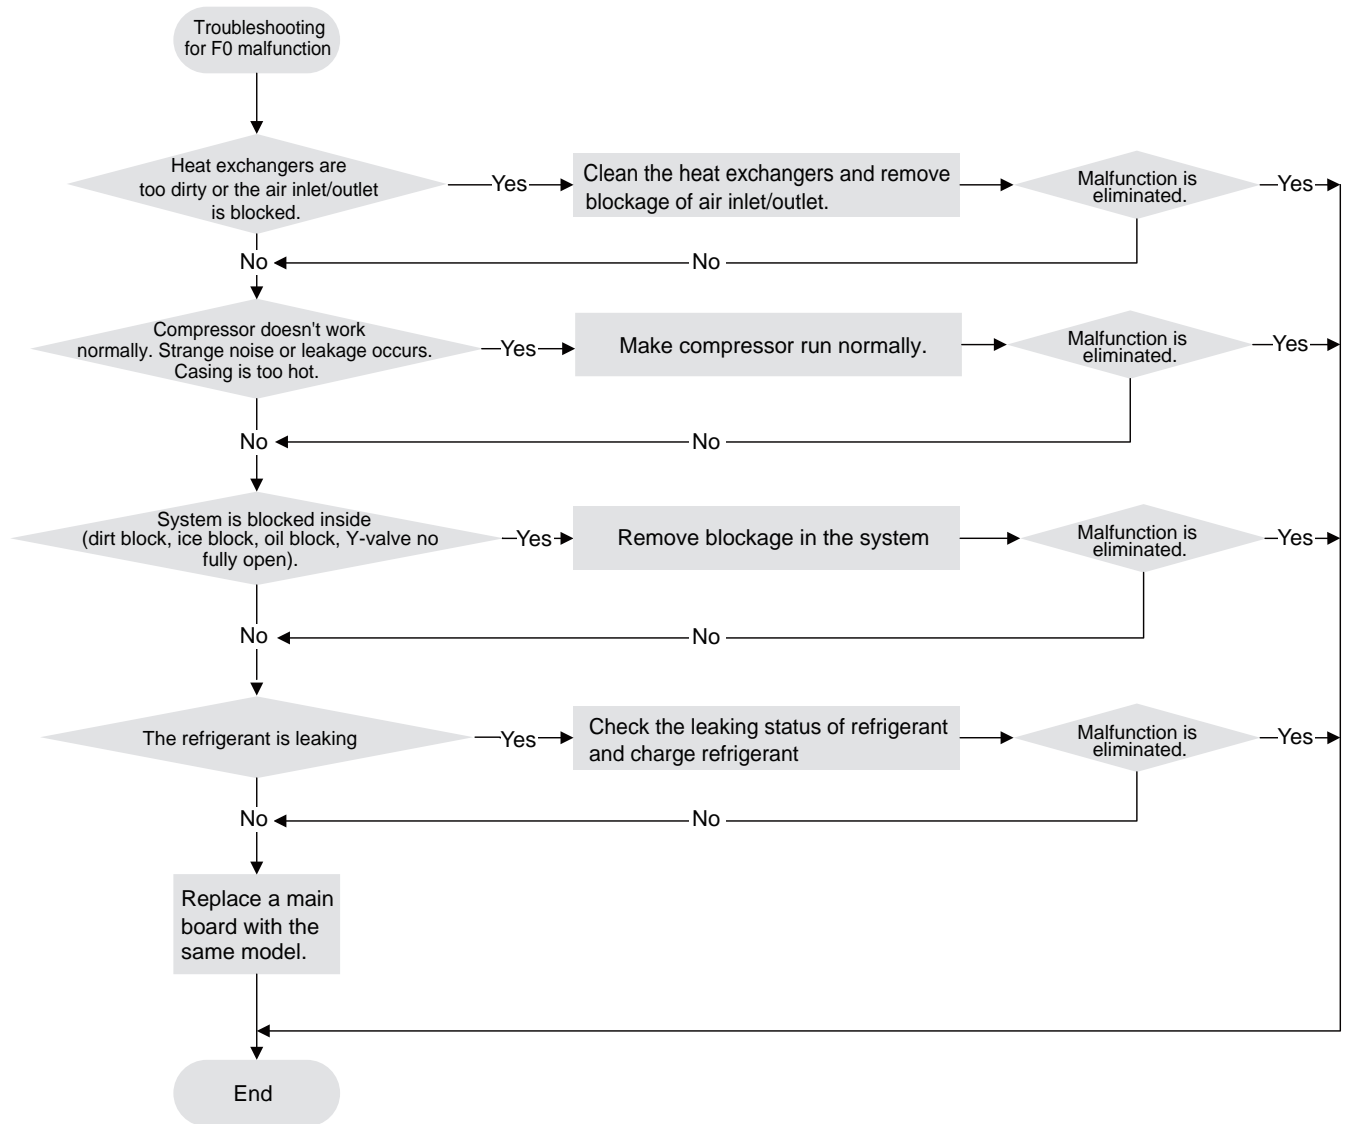 Troubleshooting
for F0 malfunction
Heat exchangers are
too dirty or the air inlet/outlet
is blocked.
Yes
Clean the heat exchangers and remove
blockage of air inlet/outlet.
Malfunction is
eliminated.
Yes
No
No
Compressor doesn't work
normally. Strange noise or leakage occurs.
Casing is too hot.
Yes
Make compressor run normally.
Malfunction is
eliminated.
Yes
No
No
System is blocked inside
(dirt block, ice block, oil block, Y-valve no
fully open).
Yes
Remove blockage in the system
Malfunction is
eliminated.
Yes
No
No
The refrigerant is leaking
Yes
Check the leaking status of refrigerant
and charge refrigerant
Malfunction is
eliminated.
Yes
No
No
Replace a main
board with the
same model.
End